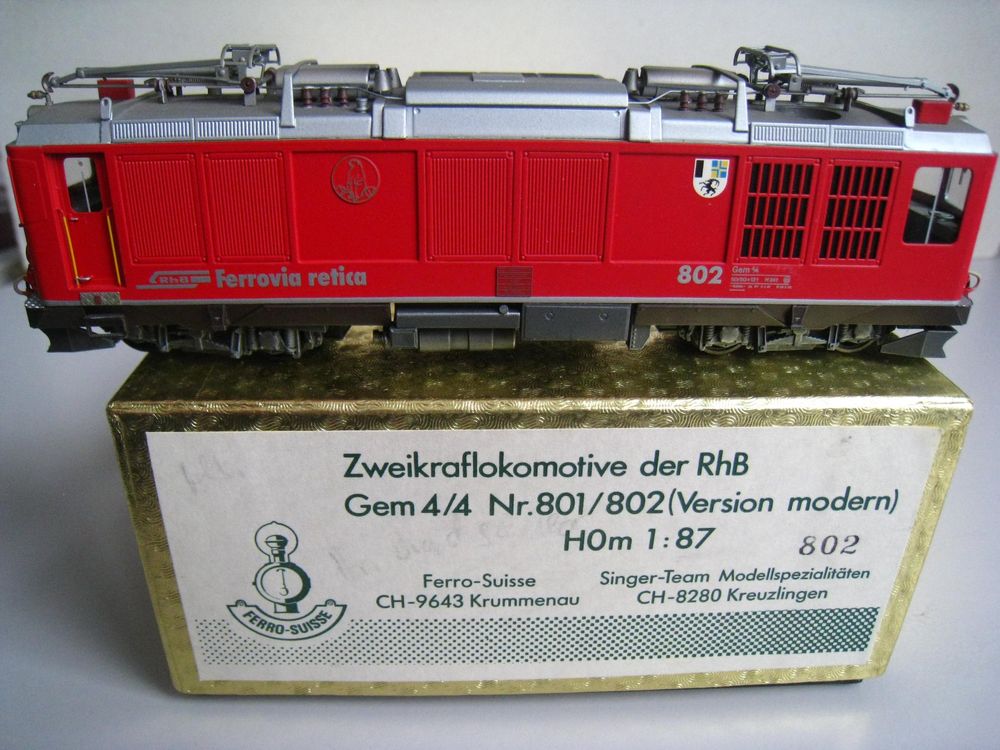 RhB Ferrovia retica
802
Gem 4/4
Zweikraflokomotive der RhB
Gem 4/4 Nr.801/802(Version modern)
H0m 1:87 802
Ferro-Suisse
CH-9643 Krummenau
Singer-Team Modellspezialitäten
CH-8280 Kreuzlingen
FERRO-SUISSE